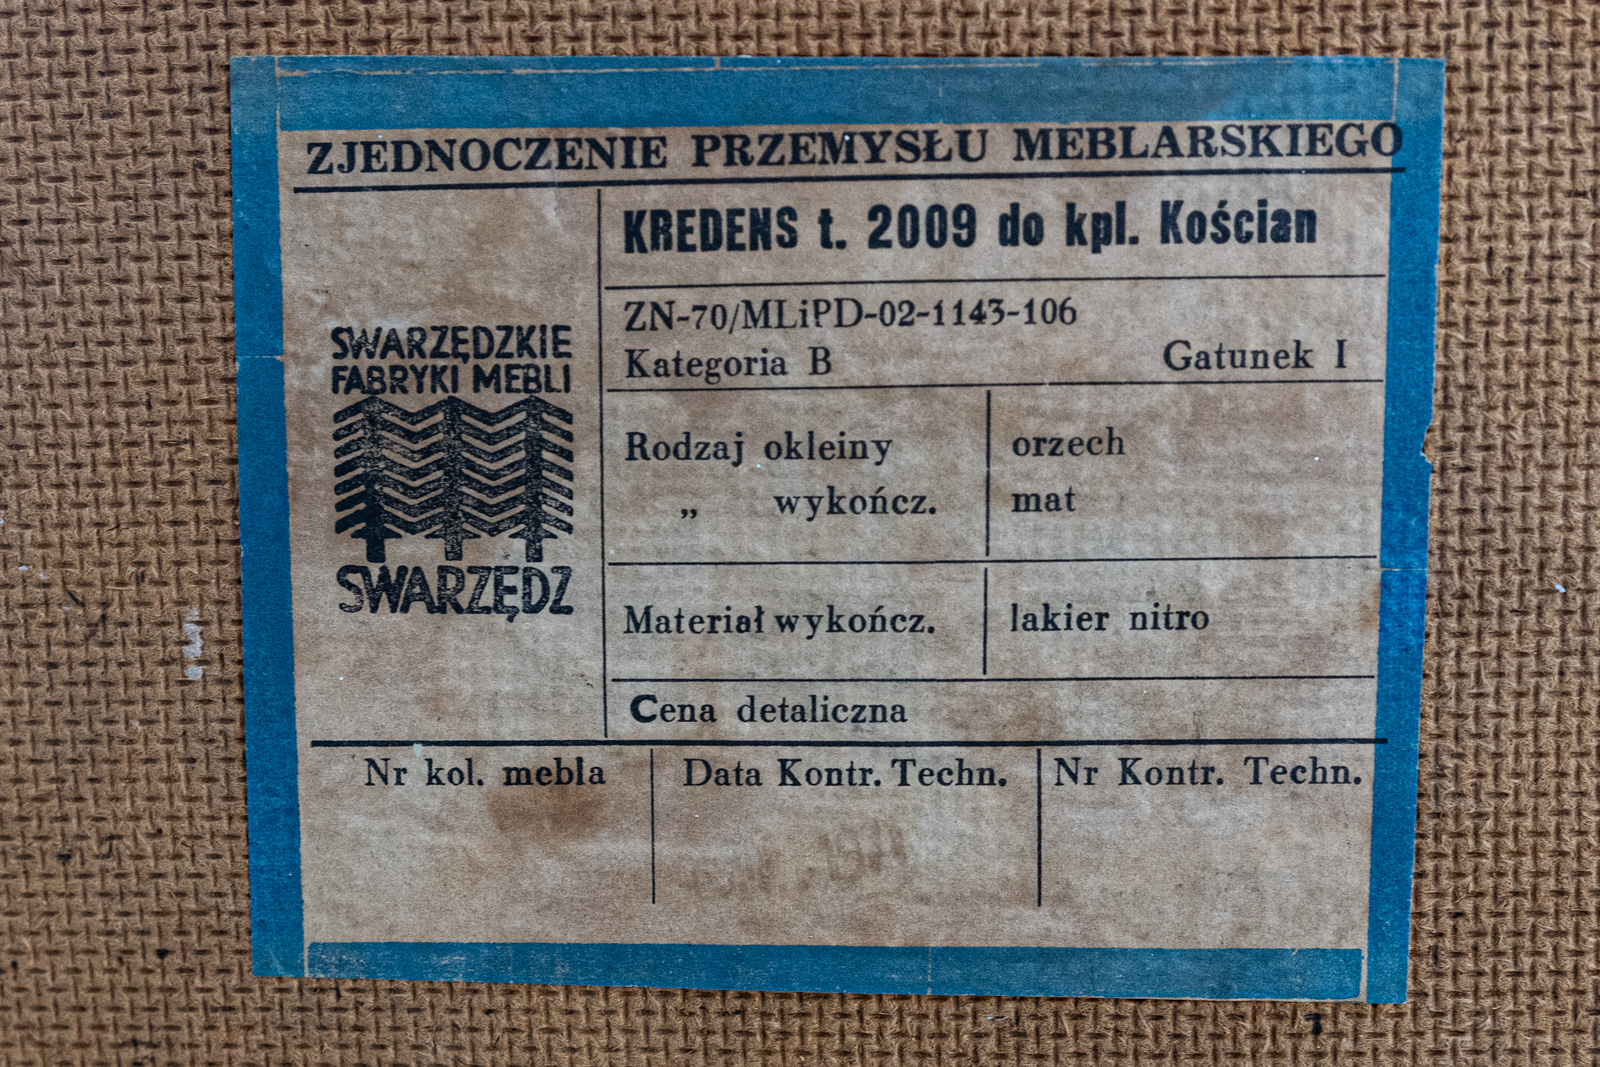 ZJEDNOCZENIE PRZEMYSŁU MEBLARSKIEGO
SWARZĘDZKIE
FABRYKI MEBLI
SWARZĘDZ
KREDENS t. 2009 do kpl. Kościan
ZN-70/MLiPD-02-1143-106
Kategoria B Gatunek I
Rodzaj okleiny orzech
„ wykończ. mat
Materiał wykończ. lakier nitro
Cena detaliczna
Nr kol. mebla Data Kontr. Techn. Nr Kontr. Techn.